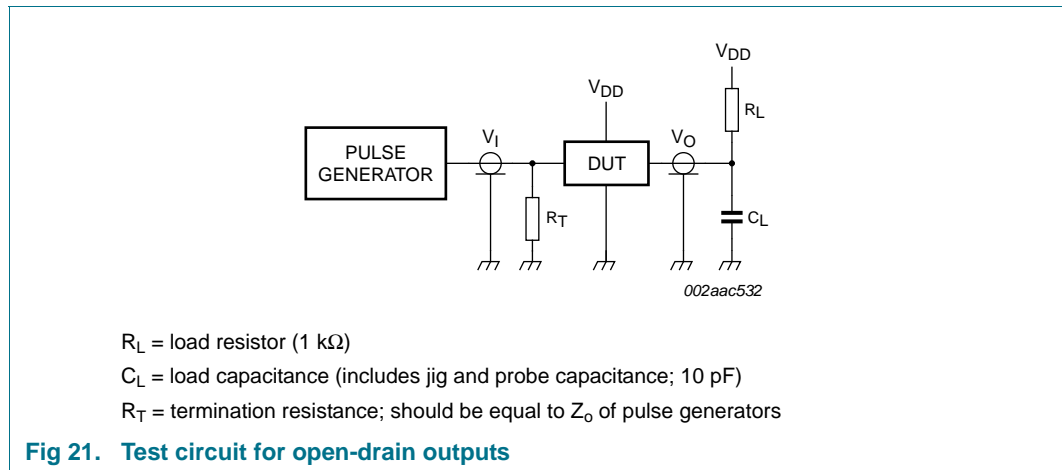 VDD
VDD
RL
VI
VO
PULSE
GENERATOR
DUT
RT
CL
002aac532
RL = load resistor (1 kΩ)
CL = load capacitance (includes jig and probe capacitance; 10 pF)
RT = termination resistance; should be equal to Zo of pulse generators
Fig 21. Test circuit for open-drain outputs